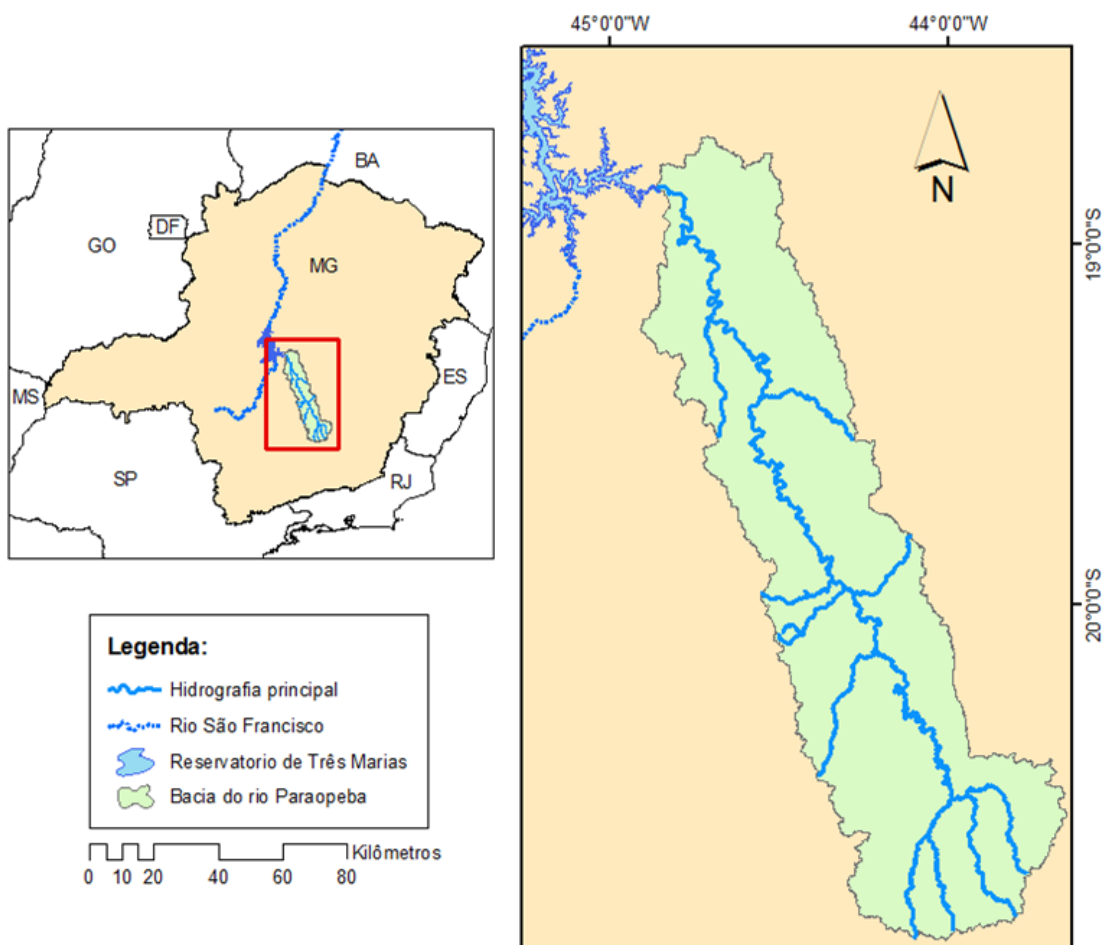 45°0'0"W
44°0'0"W
N
19°0'0"S
20°0'0"S
BA
DF
GO
MG
ES
MS
SP
RJ
Legenda:
Hidrografia principal
Rio São Francisco
Reservatorio de Três Marias
Bacia do rio Paraopeba
Kilômetros
0 10 20 40 60 80